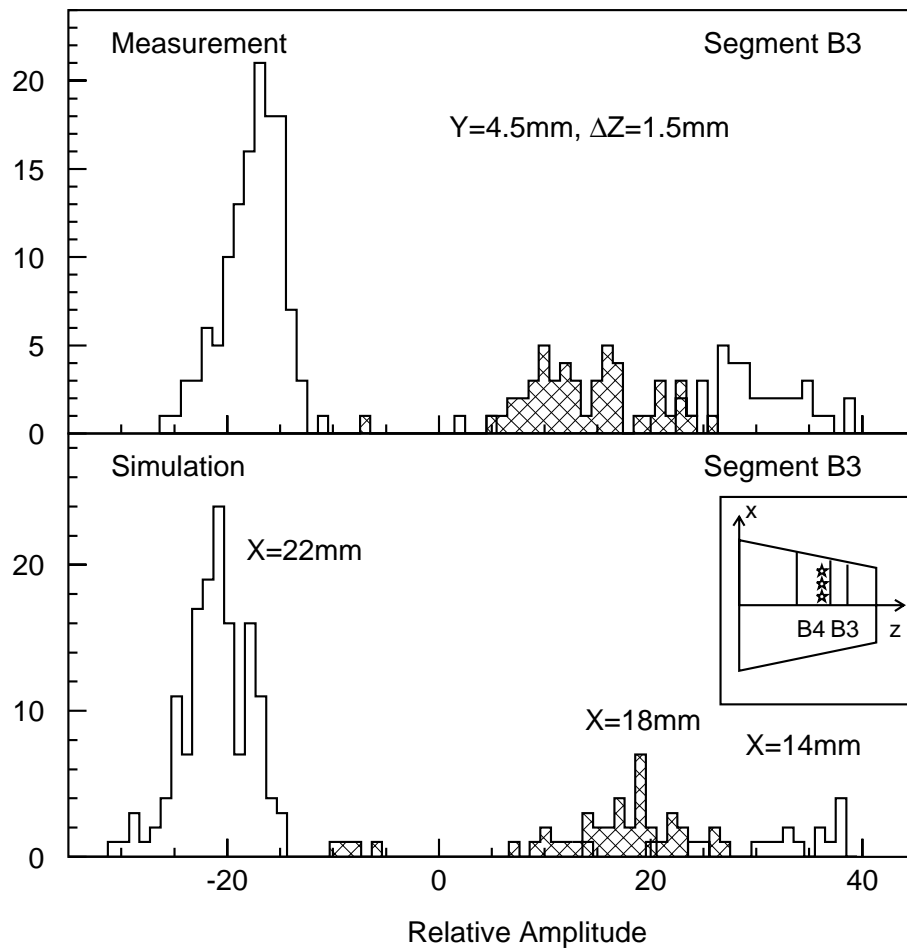 Measurement
Segment B3
Y=4.5mm, ΔZ=1.5mm
20
15
10
5
0
Simulation
Segment B3
X=22mm
20
10
0
x
B4 B3 z
X=18mm
X=14mm
-20 0 20 40
Relative Amplitude